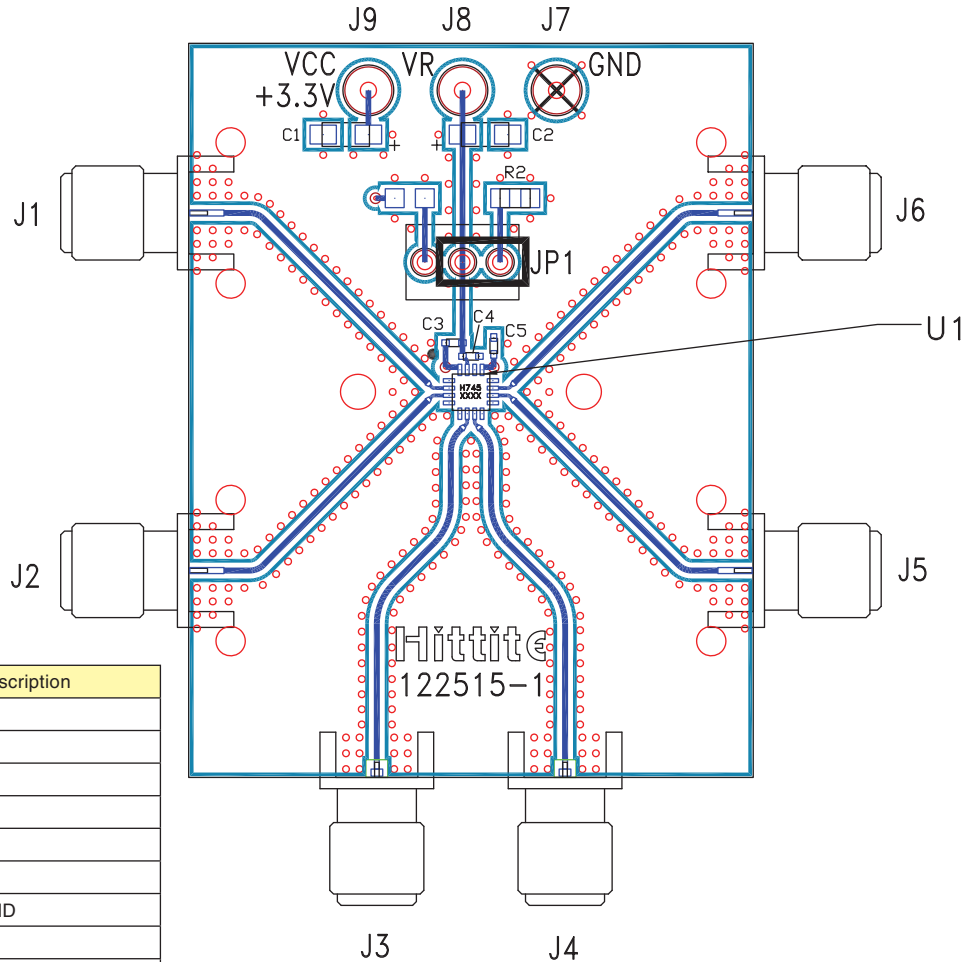 J9 J8 J7
VCC VR GND
+3.3V
C1 + + C2
R2
J1 J6
JP1
C3 C4 C5
U1
H745
XXXX
J2 J5
Hittite
122515-1
scription
ID
J3 J4